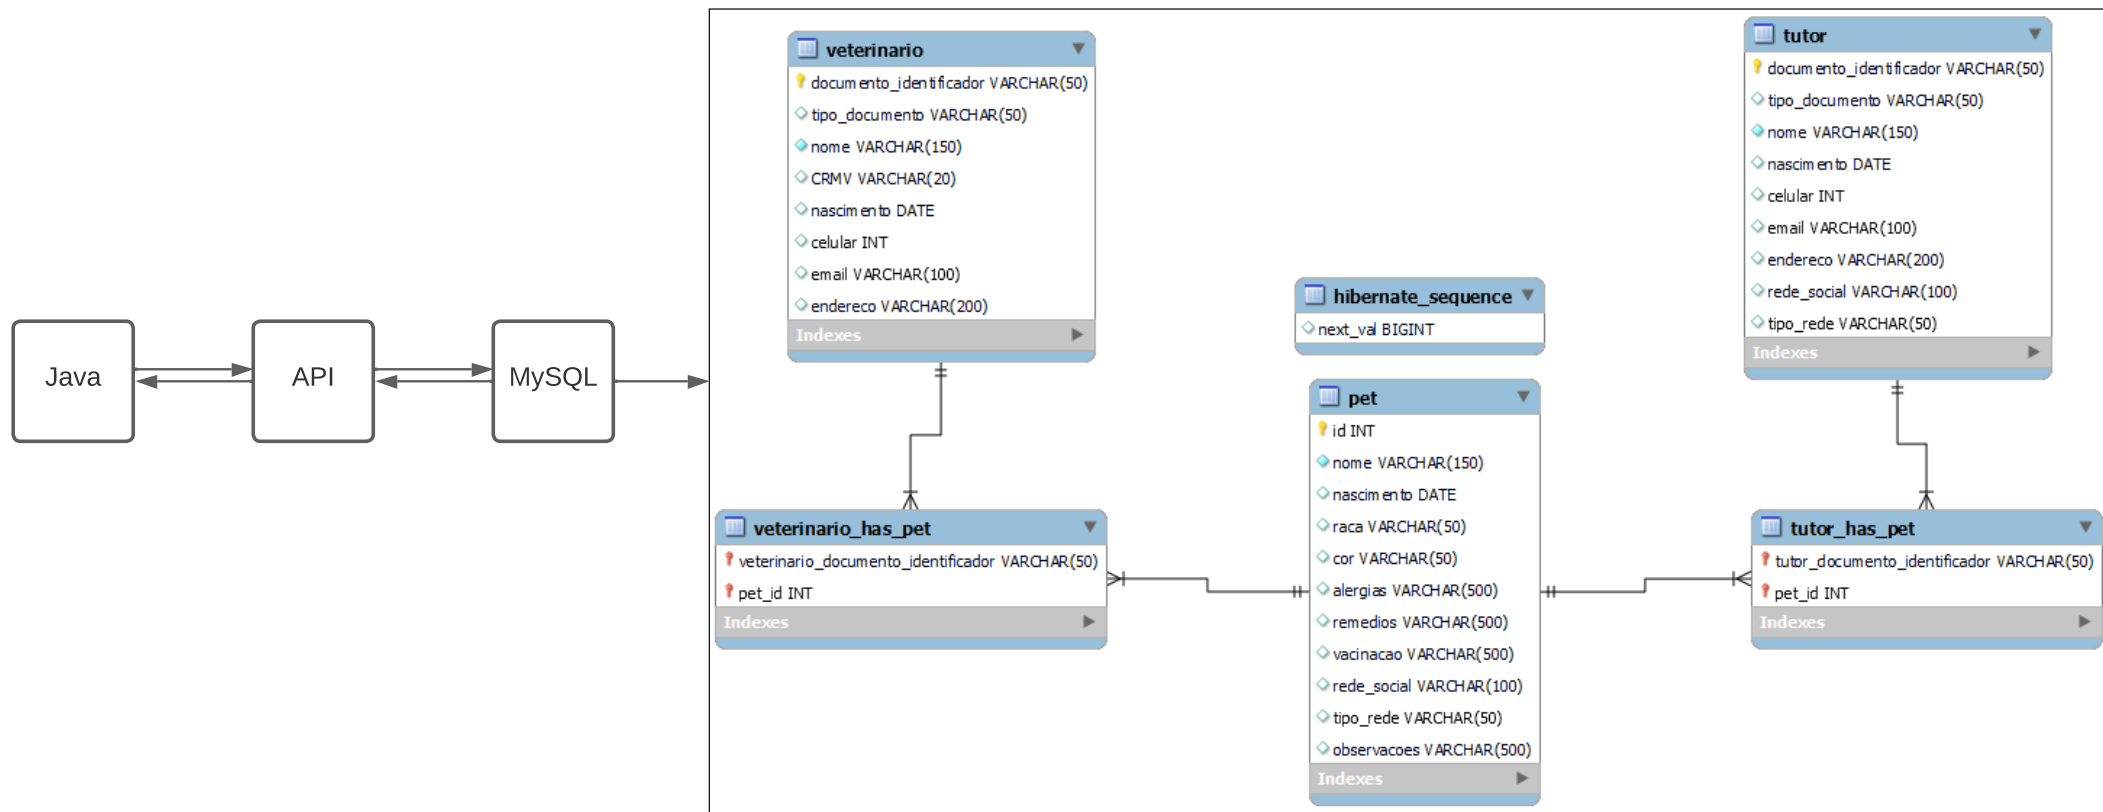 Java
API
MySQL
veterinario
documento_identificador VARCHAR(50)
tipo_documento VARCHAR(50)
nome VARCHAR(150)
CRMV VARCHAR(20)
nascimento DATE
celular INT
email VARCHAR(100)
endereco VARCHAR(200)
Indexes
veterinario_has_pet
veterinario_documento_identificador VARCHAR(50)
pet_id INT
Indexes
hibernate_sequence
next_val BIGINT
pet
id INT
nome VARCHAR(150)
nascimento DATE
raca VARCHAR(50)
cor VARCHAR(50)
alergias VARCHAR(500)
remedios VARCHAR(500)
vacinacao VARCHAR(500)
rede_social VARCHAR(100)
tipo_rede VARCHAR(50)
observacoes VARCHAR(500)
Indexes
tutor
documento_identificador VARCHAR(50)
tipo_documento VARCHAR(50)
nome VARCHAR(150)
nascimento DATE
celular INT
email VARCHAR(100)
endereco VARCHAR(200)
rede_social VARCHAR(100)
tipo_rede VARCHAR(50)
Indexes
tutor_has_pet
tutor_documento_identificador VARCHAR(50)
pet_id INT
Indexes